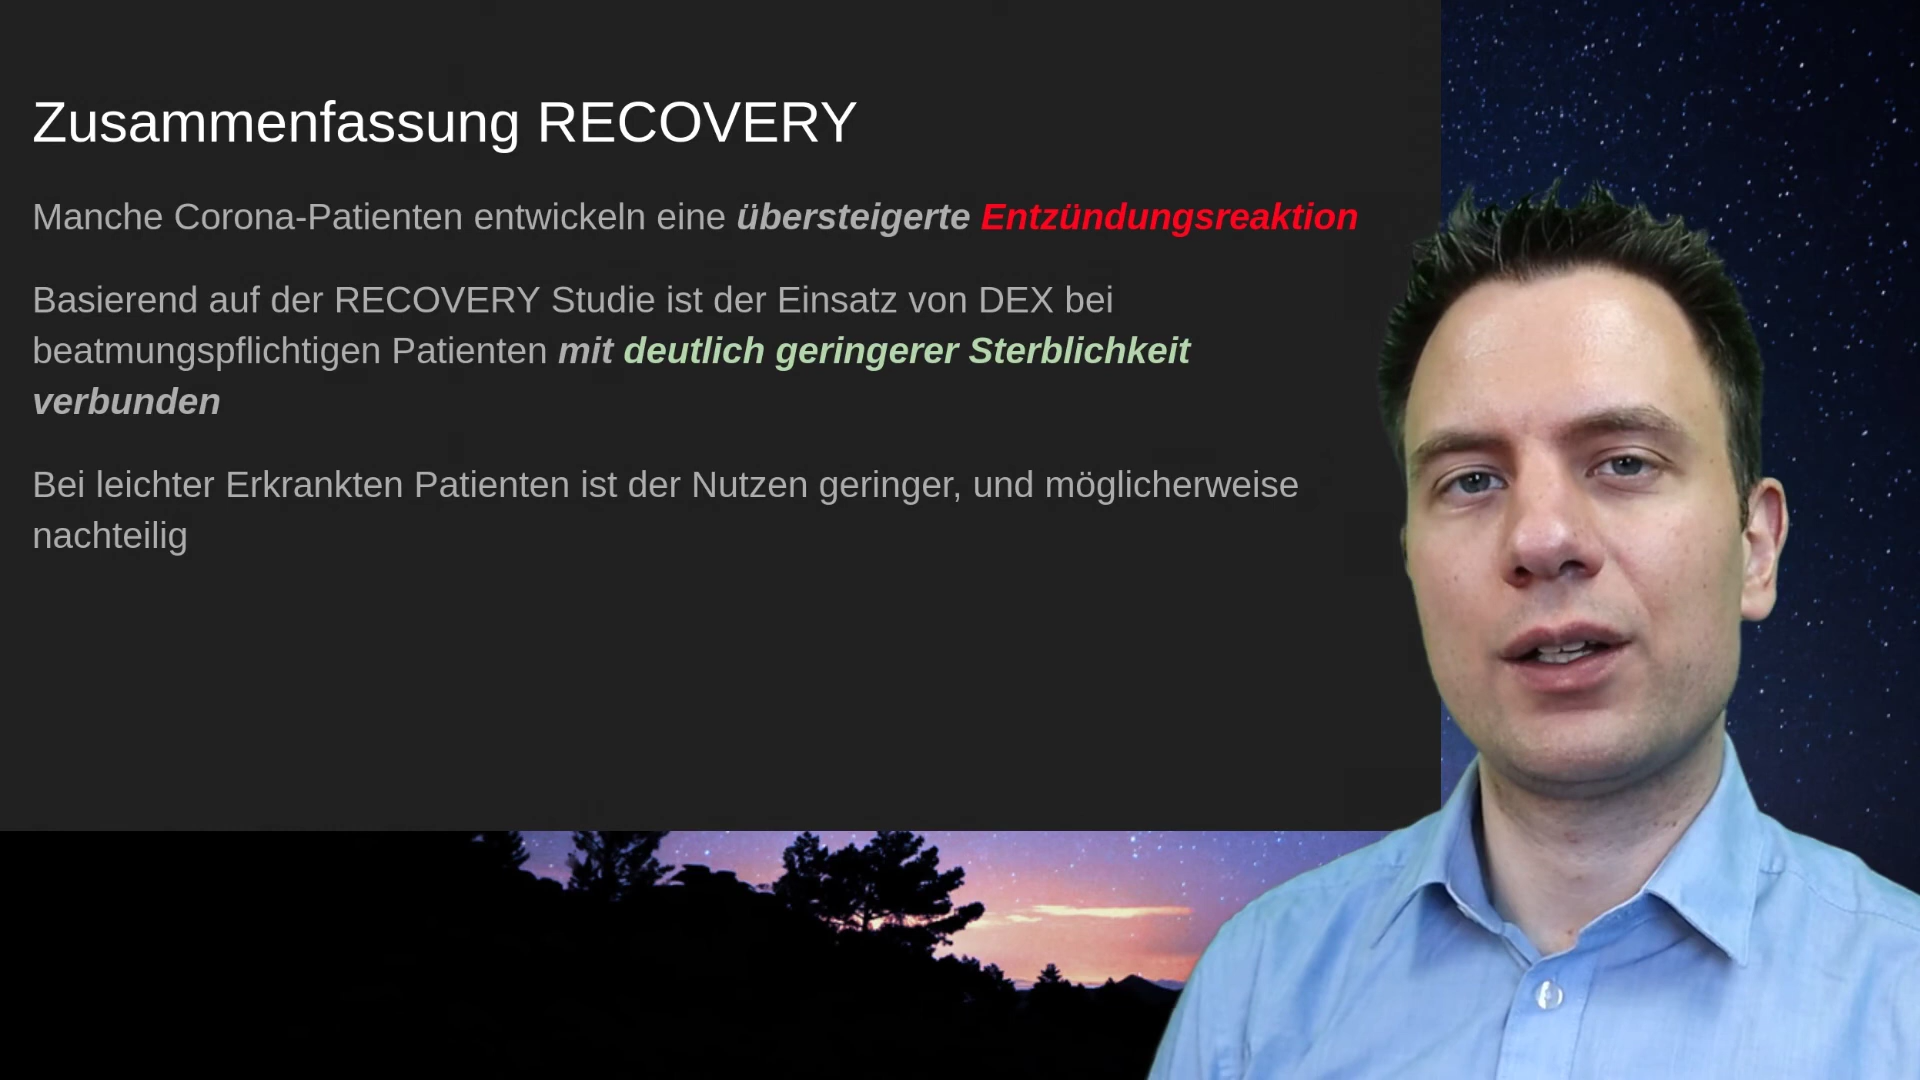 Zusammenfassung RECOVERY
Manche Corona-Patienten entwickeln eine übersteigerte Entzündungsreaktion
Basierend auf der RECOVERY Studie ist der Einsatz von DEX bei
beatmungspflichtigen Patienten mit deutlich geringerer Sterblichkeit
verbunden
Bei leichter Erkrankten Patienten ist der Nutzen geringer, und möglicherweise
nachteilig